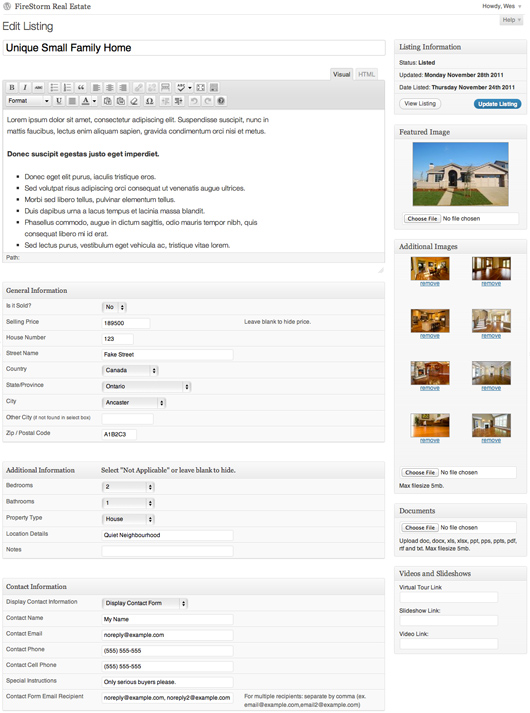 FireStorm Real Estate
Howdy, Wes
Help
Edit Listing
Unique Small Family Home
Visual
HTML
B
I
ABC
ABC
Format
U
A
Ω
Lorem ipsum dolor sit amet, consectetur adipiscing elit. Suspendisse suscipit, nunc in
mattis faucibus, lectus enim aliquam sapien, gravida condimentum orci nisi et metus.
Donec suscipit egestas justo eget imperdiet.
Donec eget elit purus, iaculis tristique eros.
Sed volutpat risus adipiscing orci consequat ut venenatis augue ultrices.
Morbi sed libero tellus, pulvinar elementum tellus.
Duis dapibus urna a lacus tempus et lacinia massa blandit.
Phasellus commodo, augue in dictum sagittis, odio mauris tempor nibh, quis
consequat libero mi id erat.
Sed lectus purus, vestibulum eget vehicula ac, tristique vitae lorem.
Path:
General Information
Is it Sold?
No
Selling Price
189500
Leave blank to hide price.
House Number
123
Street Name
Fake Street
Country
Canada
State/Province
Ontario
City
Ancaster
Other City (if not found in select box)
Zip / Postal Code
A1B2C3
Additional Information
Select "Not Applicable" or leave blank to hide.
Bedrooms
2
Bathrooms
1
Property Type
House
Location Details
Quiet Neighbourhood
Notes
Contact Information
Display Contact Information
Display Contact Form
Contact Name
My Name
Contact Email
noreply@example.com
Contact Phone
(555) 555-555
Contact Cell Phone
(555) 555-555
Special Instructions
Only serious buyers please.
Contact Form Email Recipient
noreply@example.com, noreply2@example.com
For multiple recipients: separate by comma (ex.
email@example.com,email2@example.com)
Listing Information
Status: Listed
Updated: Monday November 28th 2011
Date Listed: Thursday November 24th 2011
View Listing
Update Listing
Featured Image
Choose File
No file chosen
Additional Images
remove
remove
remove
remove
remove
remove
remove
remove
Choose File
No file chosen
Max filesize 5mb.
Documents
Choose File
No file chosen
Upload doc, docx, xls, xlsx, ppt, pps, ppts, pdf,
rtf and txt. Max filesize 5mb.
Videos and Slideshows
Virtual Tour Link
Slideshow Link:
Video Link: